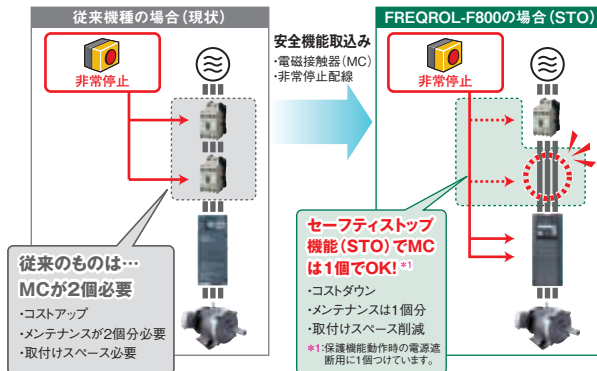 従来機種の場合（現状）
非常停止
従来のものは…
MCが2個必要
・コストアップ
・メンテナンスが2個分必要
・取付けスペース必要
安全機能取込み
・電磁接触器（MC）
・非常停止配線
FREQROL-F800の場合（STO）
非常停止
セーフティストップ
機能（STO）でMC
は1個でOK! *1
・コストダウン
・メンテナンスは1個分
・取付けスペース削減
*1:保護機能動作時の電源遮
断用に1個つけています。